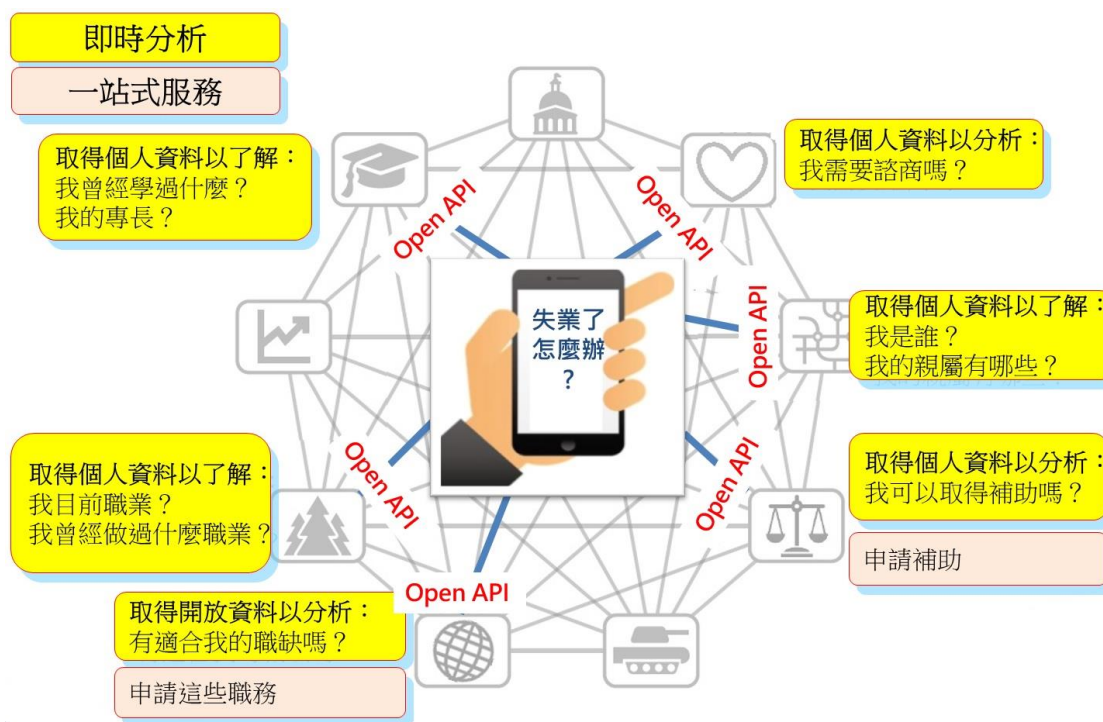 即時分析
一站式服務
取得個人資料以了解：
我曾經學過什麼？
我的專長？
取得個人資料以分析：
我需要諮商嗎？
Open API
Open API
Open API
失業了
怎麼辦
？
取得個人資料以了解：
我是誰？
我的親屬有哪些？
取得個人資料以了解：
我目前職業？
我曾經做過什麼職業？
Open API
Open API
取得個人資料以分析：
我可以取得補助嗎？
申請補助
Open API
取得開放資料以分析：
有適合我的職缺嗎？
申請這些職務